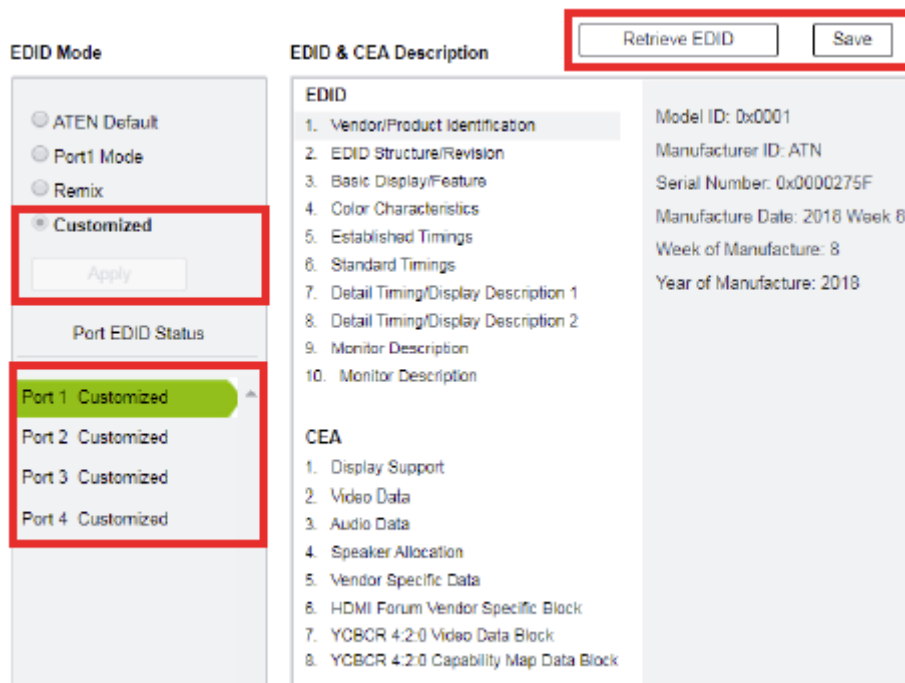 EDID Mode
ATEN Default
Port1 Mode
Remix
Customized
Apply
Port EDID Status
Port 1 Customized
Port 2 Customized
Port 3 Customized
Port 4 Customized
EDID & CEA Description
Retrieve EDID
Save
EDID
1. Vendor/Product Identification
2. EDID Structure/Revision
3. Basic Display/Feature
4. Color Characteristics
5. Established Timings
6. Standard Timings
7. Detail Timing/Display Description 1
8. Detail Timing/Display Description 2
9. Monitor Description
10. Monitor Description
CEA
1. Display Support
2. Video Data
3. Audio Data
4. Speaker Allocation
5. Vendor Specific Data
6. HDMI Forum Vendor Specific Block
7. YCBCR 4:2:0 Video Data Block
8. YCBCR 4:2:0 Capability Map Data Block
Model ID: 0x0001
Manufacturer ID: ATN
Serial Number: 0x0000275F
Manufacture Date: 2018 Week 8
Week of Manufacture: 8
Year of Manufacture: 2018